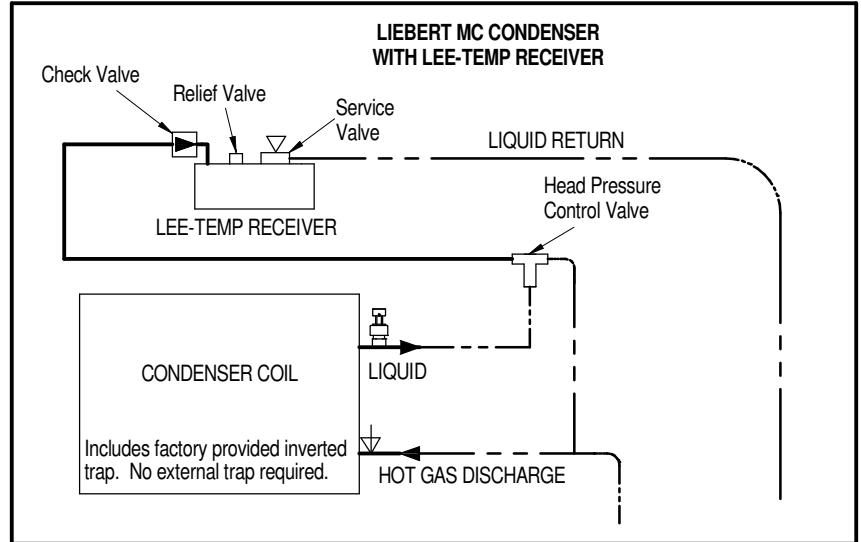 LIEBERT MC CONDENSER
WITH LEE-TEMP RECEIVER
Check Valve
Relief Valve
Service
Valve
LIQUID RETURN
Head Pressure
Control Valve
LEE-TEMP RECEIVER
CONDENSER COIL
LIQUID
Includes factory provided inverted
trap. No external trap required.
HOT GAS DISCHARGE